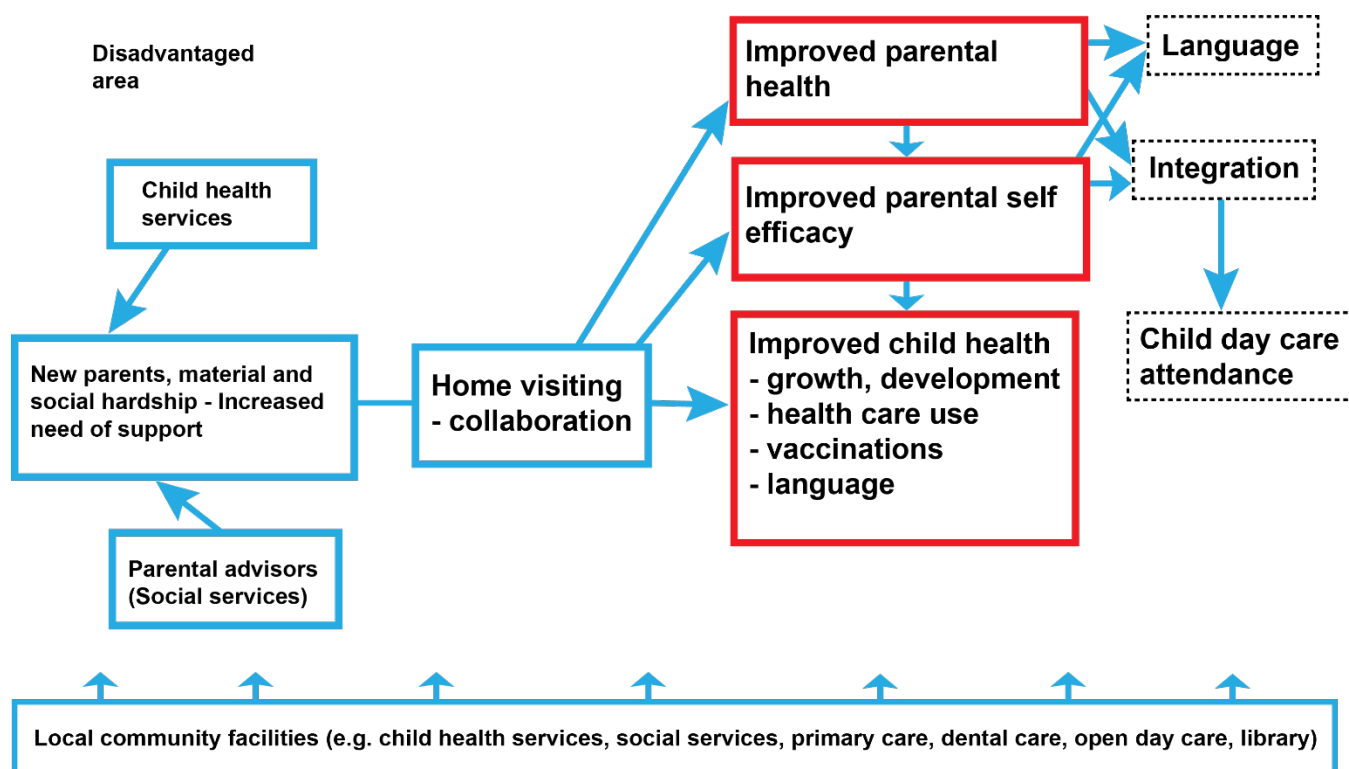 Disadvantaged
area
Child health
services
New parents, material and
social hardship - Increased
need of support
Parental advisors
(Social services)
Home visiting
- collaboration
Improved parental
health
Improved parental self
efficacy
Improved child health
- growth, development
- health care use
- vaccinations
- language
Language
Integration
Child day care
attendance
Local community facilities (e.g. child health services, social services, primary care, dental care, open day care, library)